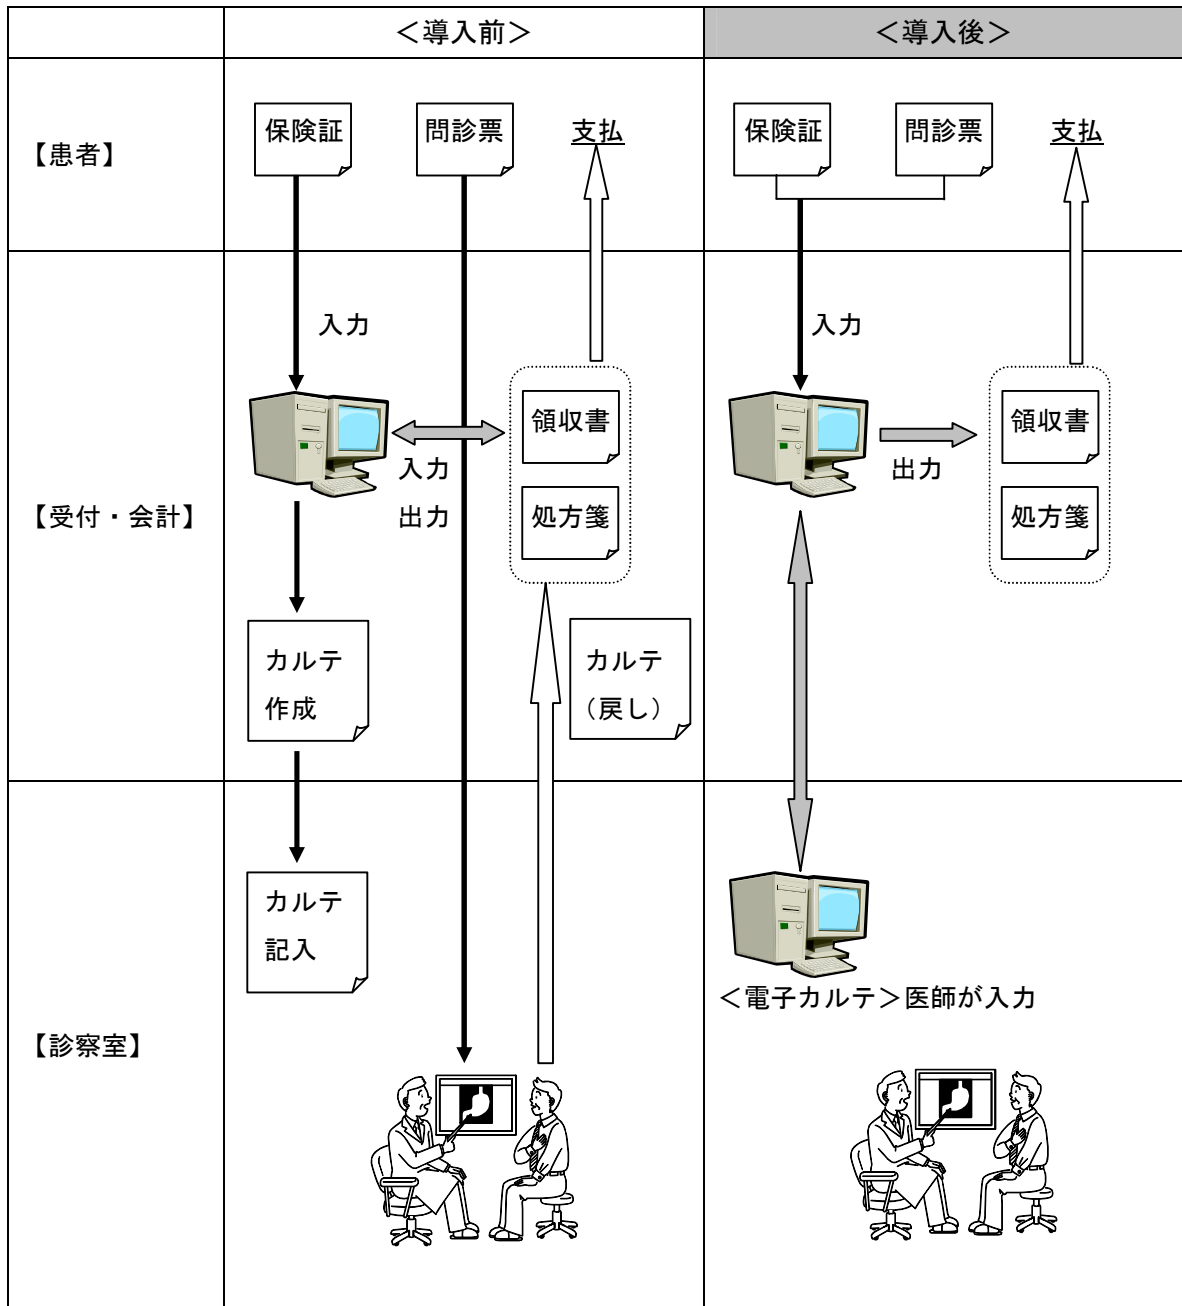 ＜導入前＞
＜導入後＞
【患者】
保険証
問診票
支払
保険証
問診票
支払
【受付・会計】
入力
領収書
入力
出力
処方箋
カルテ
作成
カルテ
（戻し）
入力
領収書
出力
処方箋
【診察室】
カルテ
記入
＜電子カルテ＞医師が入力